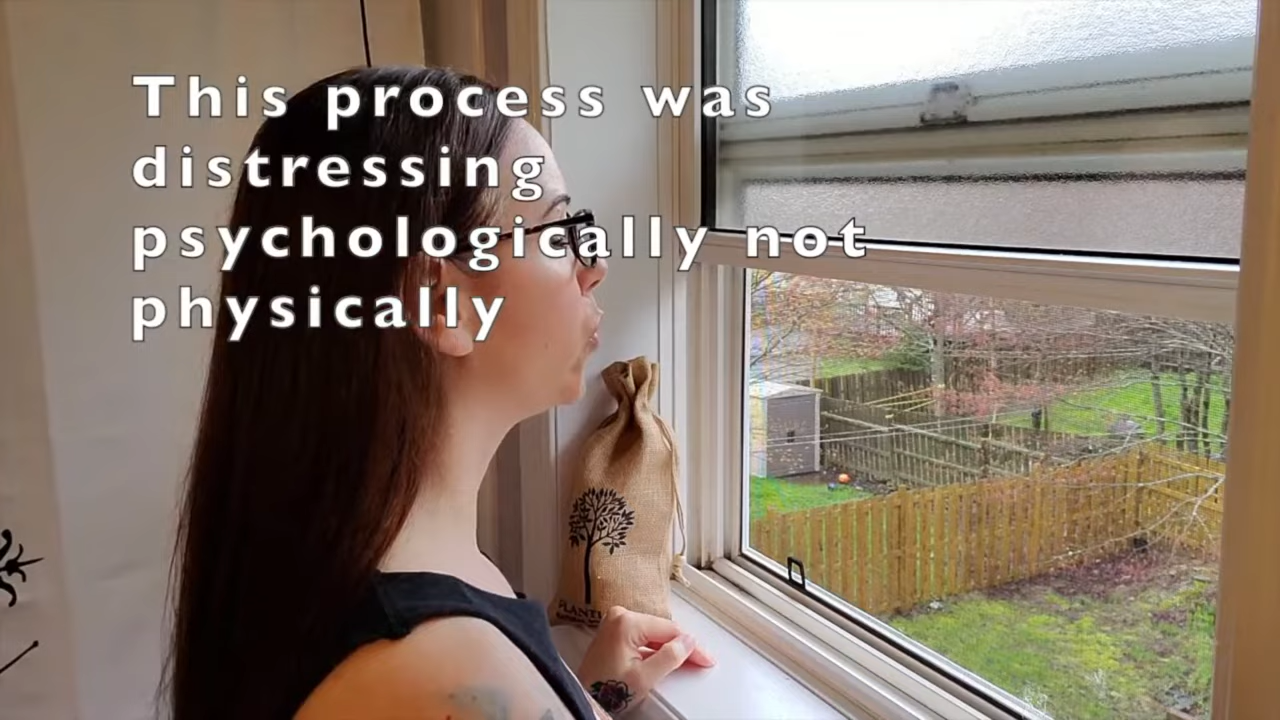 This process was
distressing
psychologically not
physically